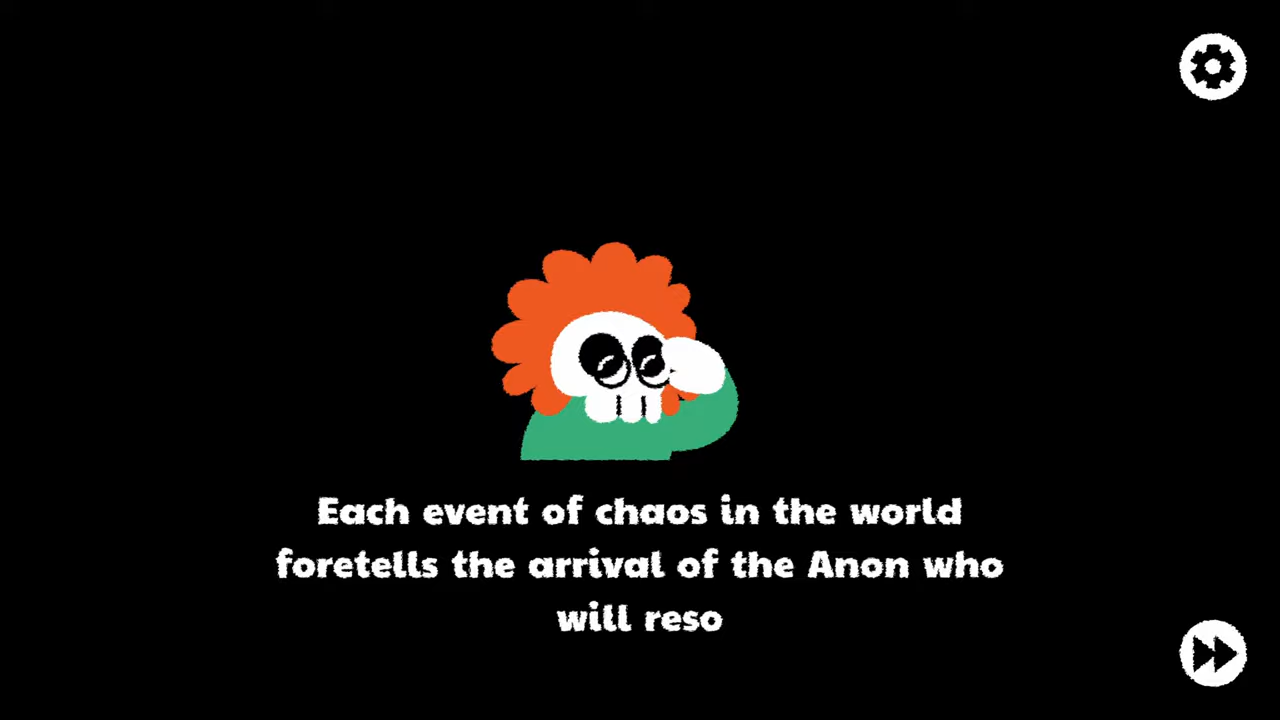 Each event of chaos in the world
foretells the arrival of the Anon who
will reso